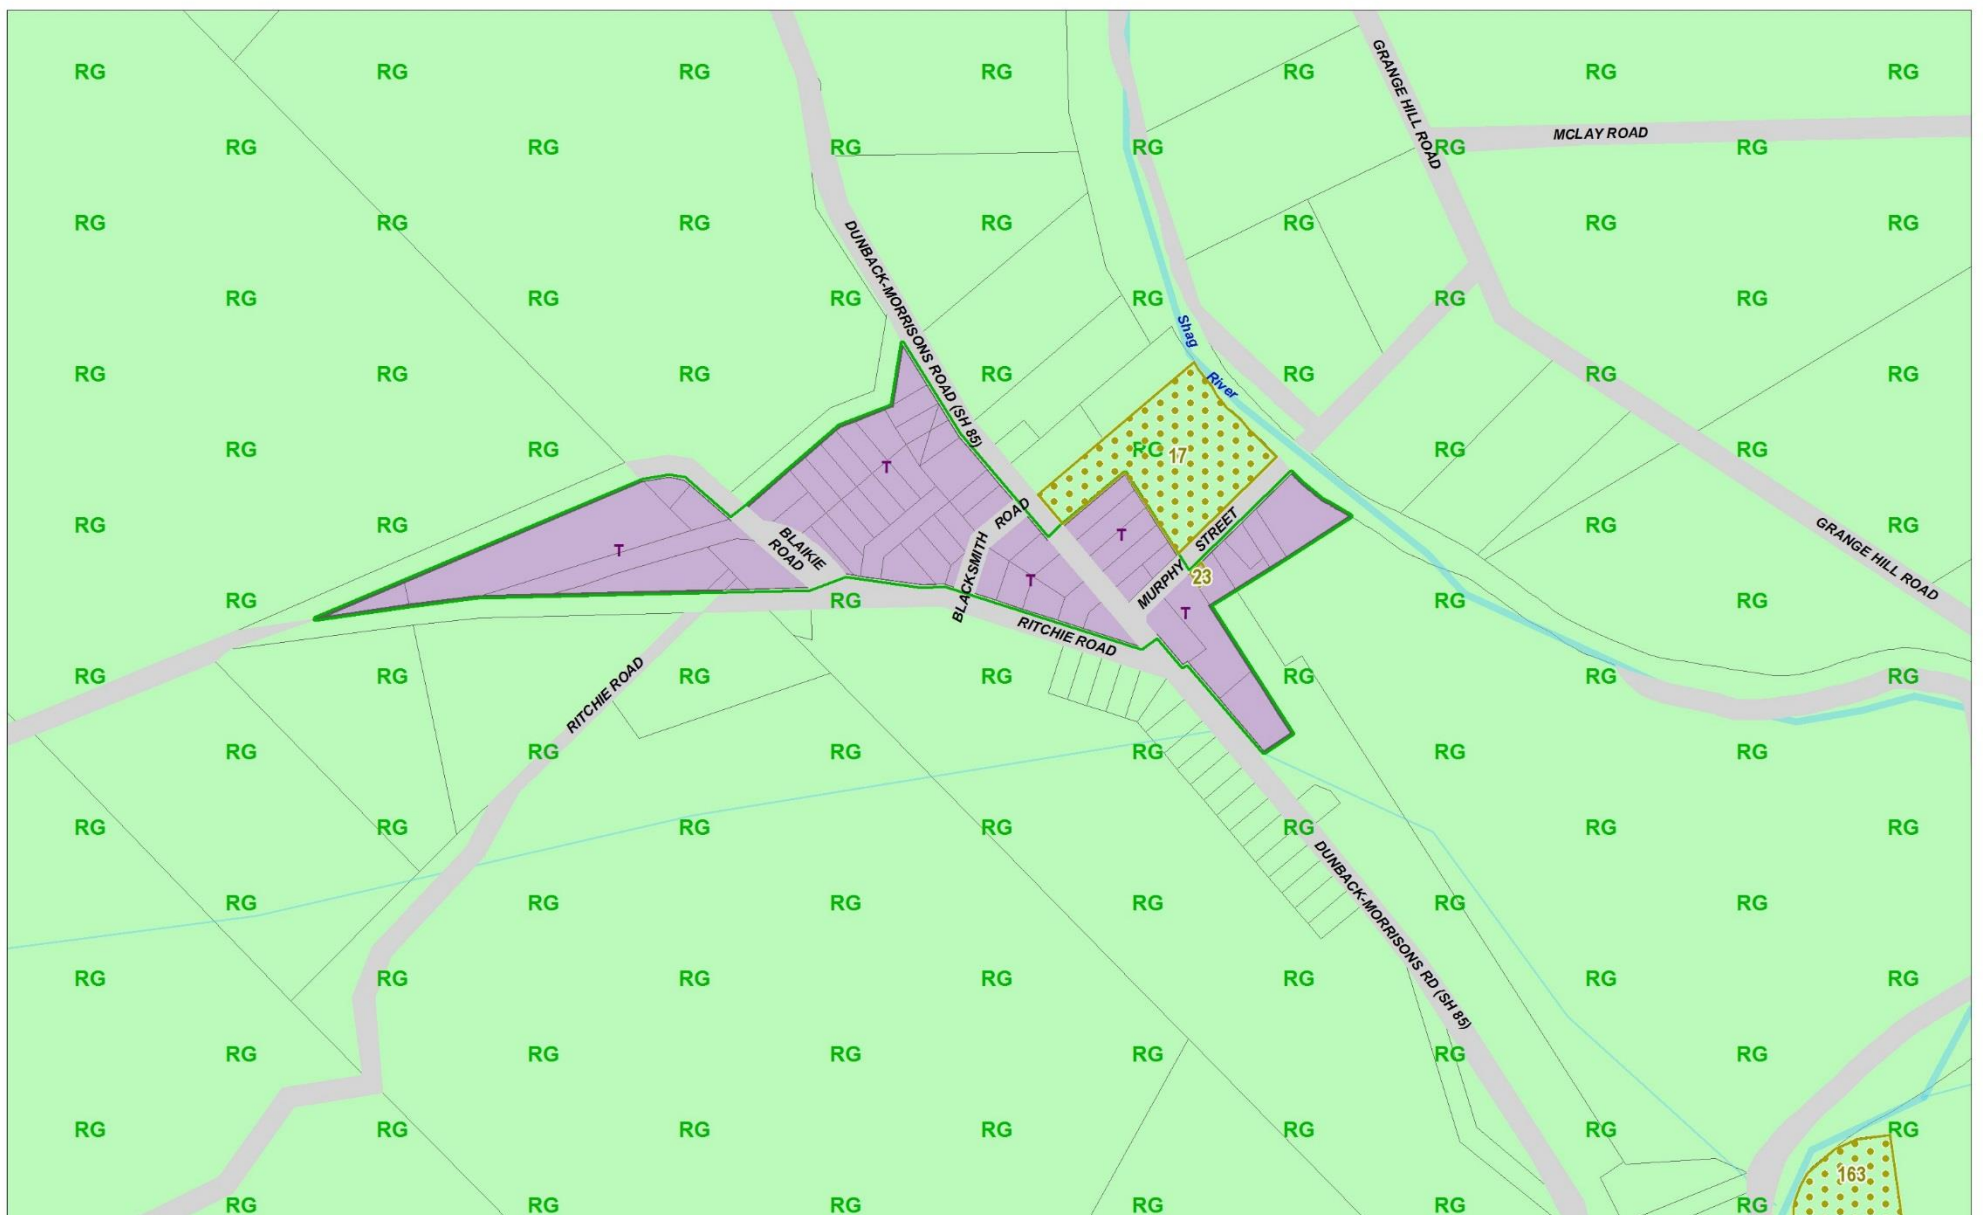 RG RG RG RG RG RG RG
GRANGE HILL ROAD
MCLAY ROAD
RG RG RG RG RG RG
RG RG RG RG RG RG RG
DUNBACK-MORRISONS ROAD (SH 85)
RG RG RG RG RG RG
Shag
River
RG RG RG RG RG RG RG
RG RG RG RG RG
17
T
RG RG RG RG
BLACKSMITH ROAD
MURPHY STREET
GRANGE HILL ROAD
T
T
BLAIKIE
ROAD
23
T
RG RG RG RG
T
RITCHIE ROAD
RG RG RG RG RG RG RG
RITCHIE ROAD
RG RG RG RG RG RG
RG RG RG RG RG RG RG
DUNBACK-MORRISONS RD (SH 85)
RG RG RG RG RG RG
RG RG RG RG RG RG RG
RG RG RG RG RG RG
RG RG RG RG RG RG RG
163
RG RG RG RG RG RG